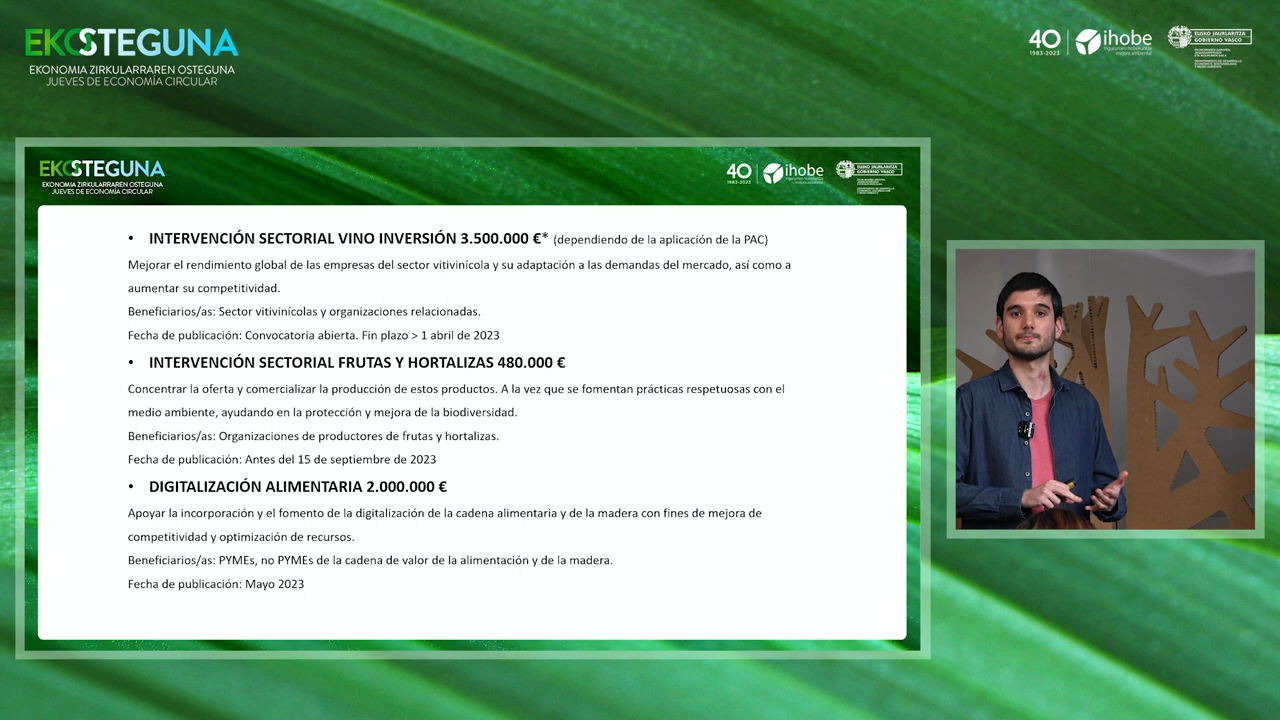 EKOSTEGUNA
EKONOMIA ZIRKULARRAREN OSTEGUNA
JUEVES DE ECONOMÍA CIRCULAR
40
1983-2023
ihobe
EUSKO JAURLARITZA
GOBIERNO VASCO
EKOSTEGUNA
EKONOMIA ZIRKULARRAREN OSTEGUNA
JUEVES DE ECONOMÍA CIRCULAR
40
1983-2023
ihobe
EUSKO JAURLARITZA
GOBIERNO VASCO
• INTERVENCIÓN SECTORIAL VINO INVERSIÓN 3.500.000 €* (dependiendo de la aplicación de la PAC)
Mejorar el rendimiento global de las empresas del sector vitivinícola y su adaptación a las demandas del mercado, así como a
aumentar su competitividad.
Beneficiarios/as: Sector vitivinícolas y organizaciones relacionadas.
Fecha de publicación: Convocatoria abierta. Fin plazo > 1 abril de 2023
• INTERVENCIÓN SECTORIAL FRUTAS Y HORTALIZAS 480.000 €
Concentrar la oferta y comercializar la producción de estos productos. A la vez que se fomentan prácticas respetuosas con el
medio ambiente, ayudando en la protección y mejora de la biodiversidad.
Beneficiarios/as: Organizaciones de productores de frutas y hortalizas.
Fecha de publicación: Antes del 15 de septiembre de 2023
• DIGITALIZACIÓN ALIMENTARIA 2.000.000 €
Apoyar la incorporación y el fomento de la digitalización de la cadena alimentaria y de la madera con fines de mejora de
competitividad y optimización de recursos.
Beneficiarios/as: PYMEs, no PYMEs de la cadena de valor de la alimentación y de la madera.
Fecha de publicación: Mayo 2023